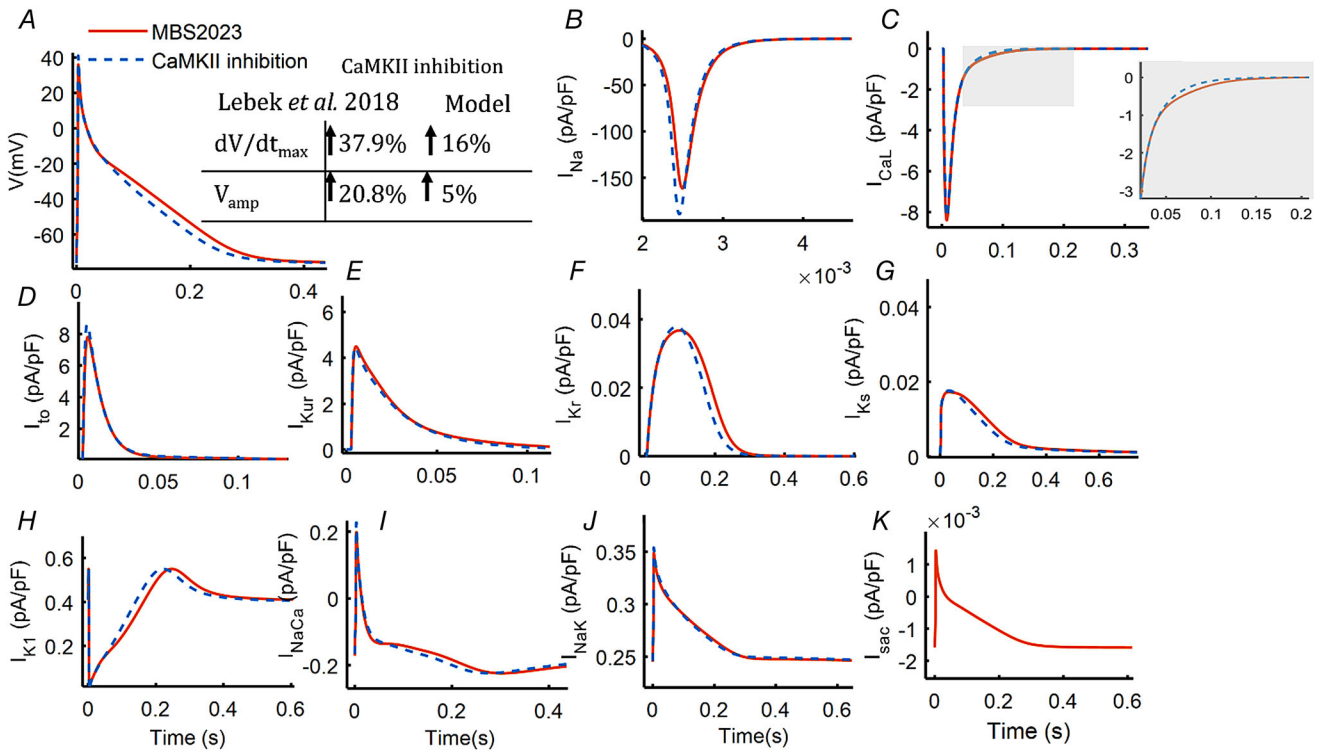 A
MBS2023
CaMKII inhibition
V(mV)
40
20
0
-20
-40
-60
0
0.2
0.4
CaMKII inhibition
Lebek et al. 2018
Model
dV/dtmax
37.9%
16%
Vamp
20.8%
5%
B
INa (pA/pF)
0
-50
-100
-150
2
3
4
×10-3
C
ICaL (pA/pF)
0
-2
-4
-6
-8
0
0.1
0.2
0.3
0
-1
-2
-3
0.05
0.1
0.15
0.2
D
Ito (pA/pF)
8
6
4
2
0
0.05
0.1
E
IKur (pA/pF)
6
4
2
0
0
0.05
0.1
F
IKr (pA/pF)
0.04
0.02
0
0
0.2
0.4
0.6
G
IKs (pA/pF)
0.04
0.02
0
0
0.2
0.4
0.6
H
IK1 (pA/pF)
0.6
0.4
0.2
0
0.2
0.4
0.6
Time (s)
I
INaCa (pA/pF)
0.2
0
-0.2
0
0.2
0.4
Time(s)
J
INaK (pA/pF)
0.35
0.3
0.25
0
0.2
0.4
0.6
Time(s)
K
×10-3
Isac (pA/pF)
1
0
-1
-2
0
0.2
0.4
0.6
Time (s)